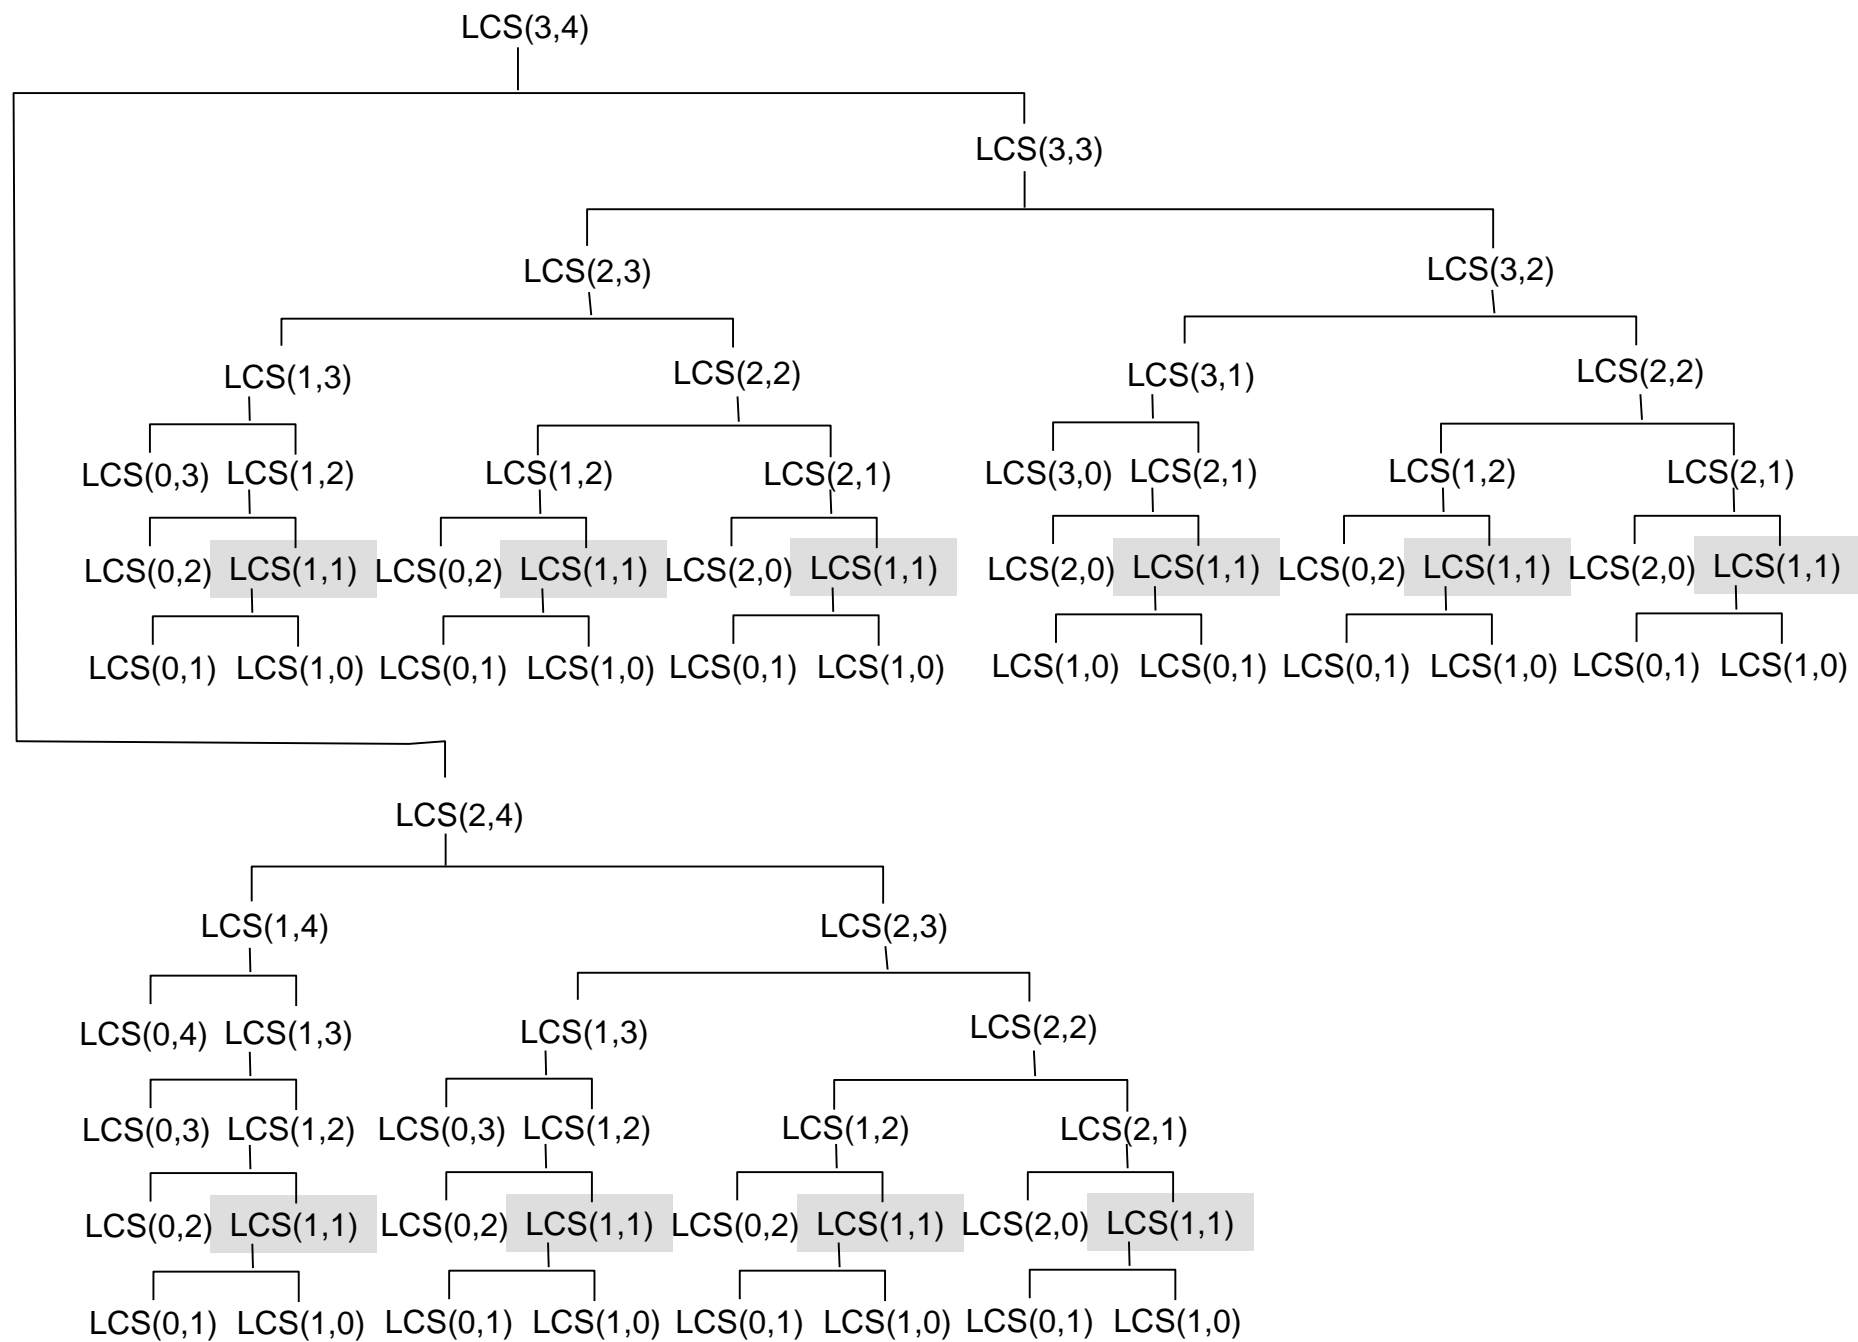 LCS(3,4)
LCS(3,3)
LCS(2,3) LCS(3,2)
LCS(1,3) LCS(2,2) LCS(3,1) LCS(2,2)
LCS(0,3) LCS(1,2) LCS(1,2) LCS(2,1) LCS(3,0) LCS(2,1) LCS(1,2) LCS(2,1)
LCS(0,2) LCS(1,1) LCS(0,2) LCS(1,1) LCS(2,0) LCS(1,1) LCS(2,0) LCS(1,1) LCS(0,2) LCS(1,1) LCS(2,0) LCS(1,1)
LCS(0,1) LCS(1,0) LCS(0,1) LCS(1,0) LCS(0,1) LCS(1,0) LCS(1,0) LCS(0,1) LCS(0,1) LCS(1,0) LCS(0,1) LCS(1,0)
LCS(2,4)
LCS(1,4) LCS(2,3)
LCS(0,4) LCS(1,3) LCS(1,3) LCS(2,2)
LCS(0,3) LCS(1,2) LCS(0,3) LCS(1,2) LCS(1,2) LCS(2,1)
LCS(0,2) LCS(1,1) LCS(0,2) LCS(1,1) LCS(0,2) LCS(1,1) LCS(2,0) LCS(1,1)
LCS(0,1) LCS(1,0) LCS(0,1) LCS(1,0) LCS(0,1) LCS(1,0) LCS(0,1) LCS(1,0)